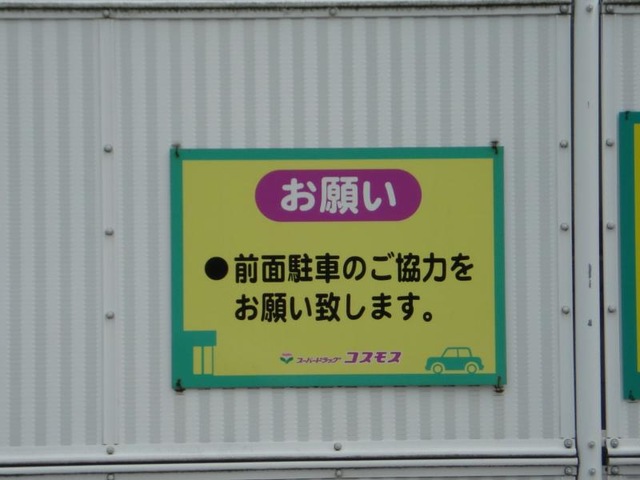 お願い
●前面駐車のご協力を
お願い致します。
スーパードラッグ コスモス